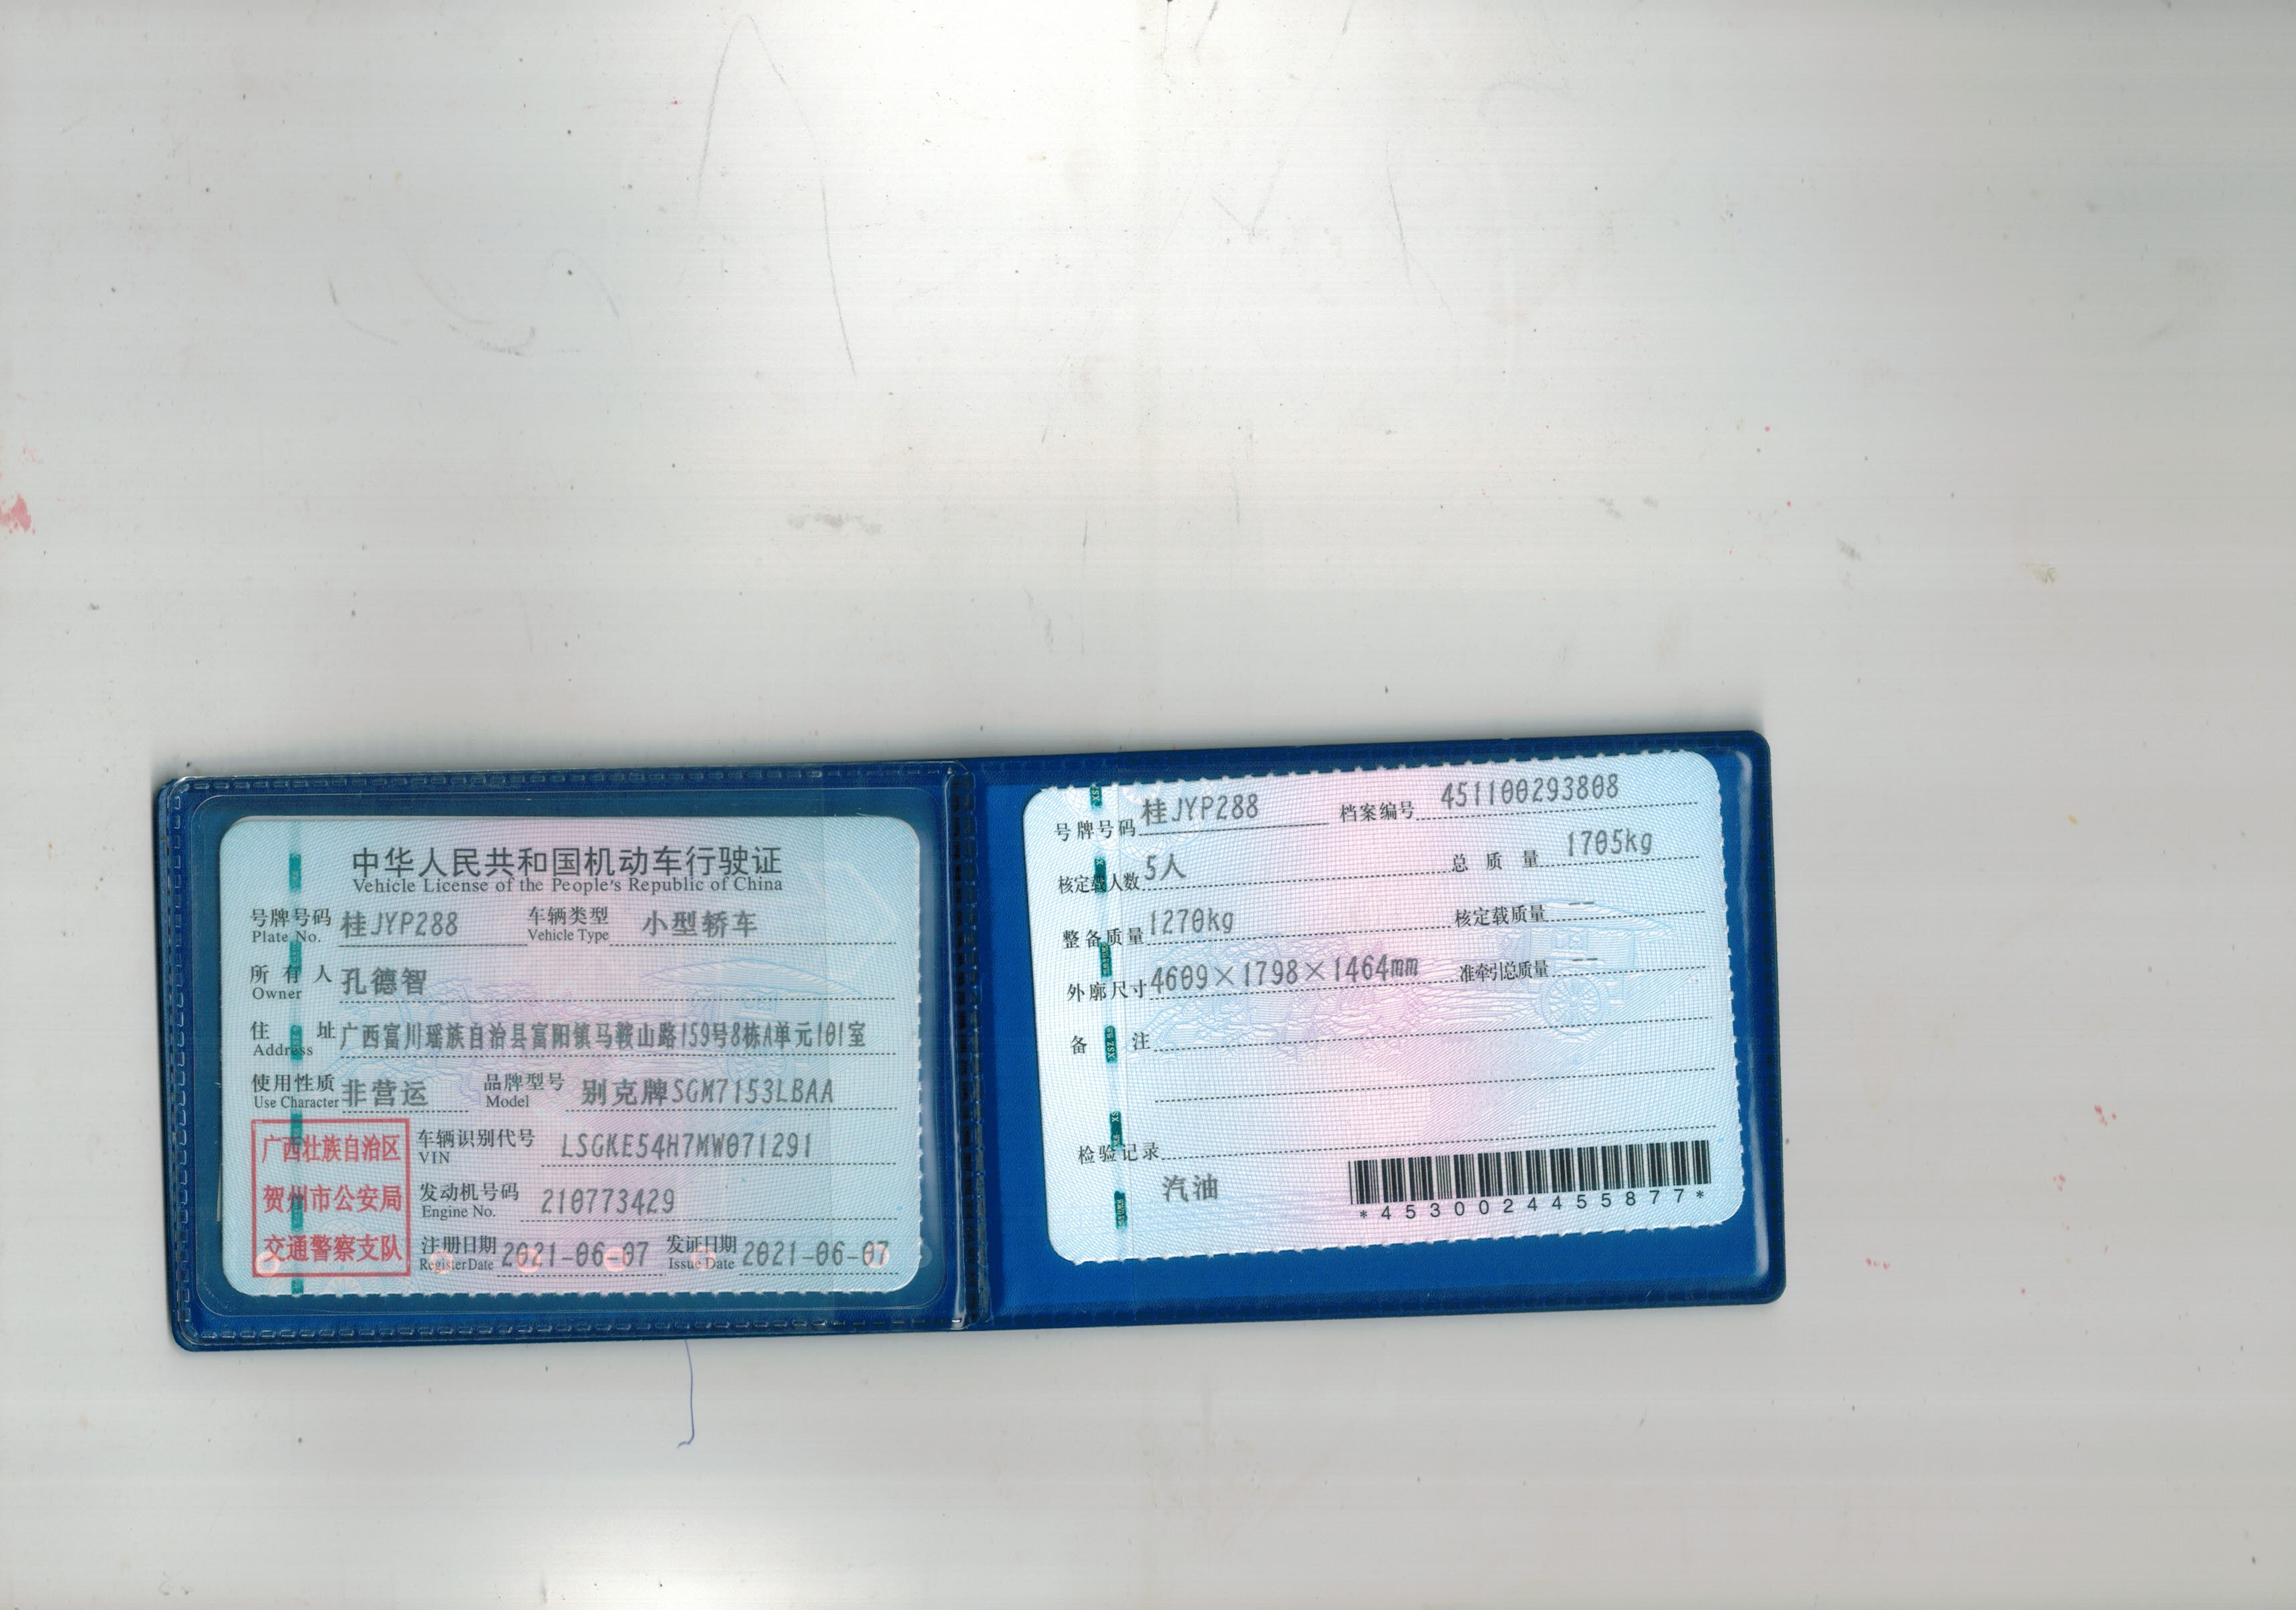 中华人民共和国机动车行驶证
Vehicle License of the People's Republic of China
号牌号码 桂JYP288 车辆类型 小型轿车
Plate No. Vehicle Type
所有人 孔德智
Owner
住址 广西富川瑶族自治县富阳镇马鞍山路159号8栋A单元101室
Address
使用性质 非营运 品牌型号 别克牌SGM7153LBAA
Use Character Model
广西壮族自治区
贺州市公安局
交通警察支队
车辆识别代号 LSGKE54H7MW071291
VIN
发动机号码 210773429
Engine No.
注册日期 2021-06-07 发证日期 2021-06-07
Register Date Issue Date
号牌号码 桂JYP288 档案编号 451100293808
核定载人数 5人 总质量 1705kg
整备质量 1270kg 核定载质量 --
外廓尺寸 4609×1798×1464mm 准牵引总质量 --
备注
检验记录
汽油
*4530024455877*